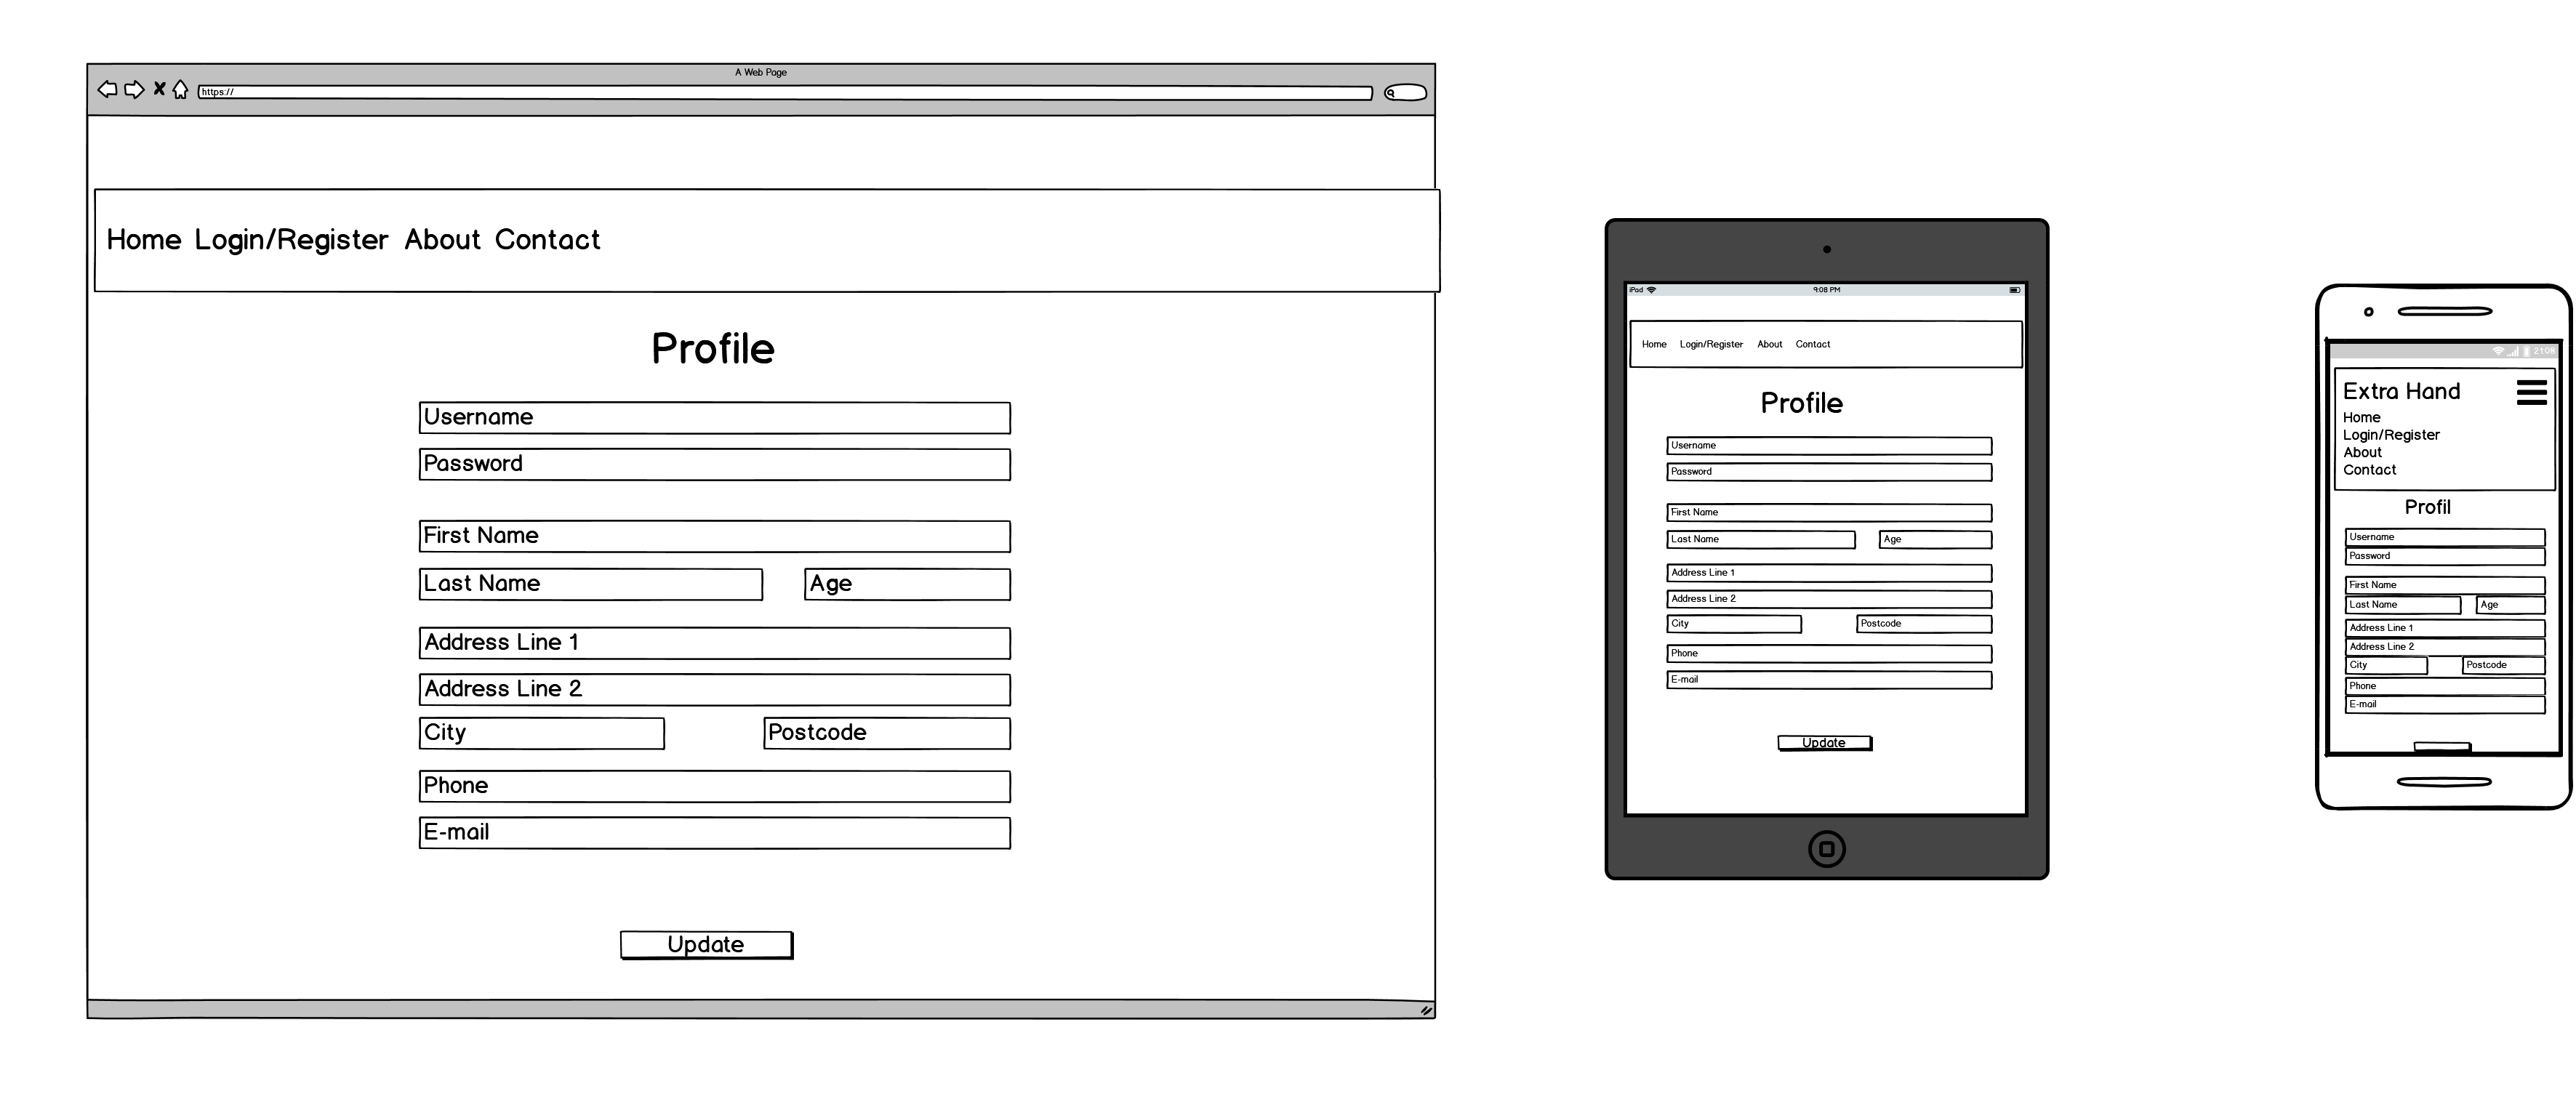 A Web Page
https://
Home Login/Register About Contact
Profile
Username
Password
First Name
Last Name Age
Address Line 1
Address Line 2
City Postcode
Phone
E-mail
Update
iPad 9:08 PM
Home Login/Register About Contact
Profile
Username
Password
First Name
Last Name Age
Address Line 1
Address Line 2
City Postcode
Phone
E-mail
Update
21:08
Extra Hand
Home
Login/Register
About
Contact
Profil
Username
Password
First Name
Last Name Age
Address Line 1
Address Line 2
City Postcode
Phone
E-mail